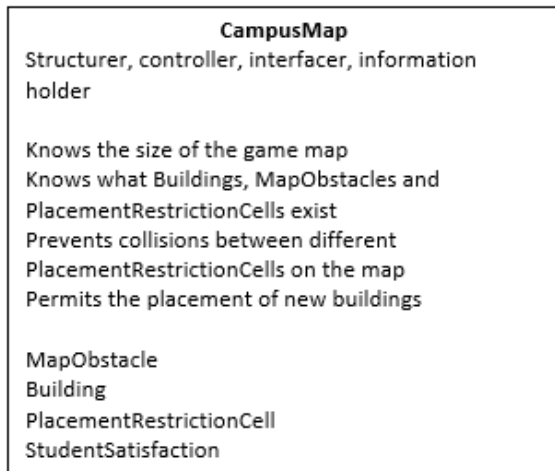 CampusMap
Structurer, controller, interfacer, information
holder
Knows the size of the game map
Knows what Buildings, MapObstacles and
PlacementRestrictionCells exist
Prevents collisions between different
PlacementRestrictionCells on the map
Permits the placement of new buildings
MapObstacle
Building
PlacementRestrictionCell
StudentSatisfaction